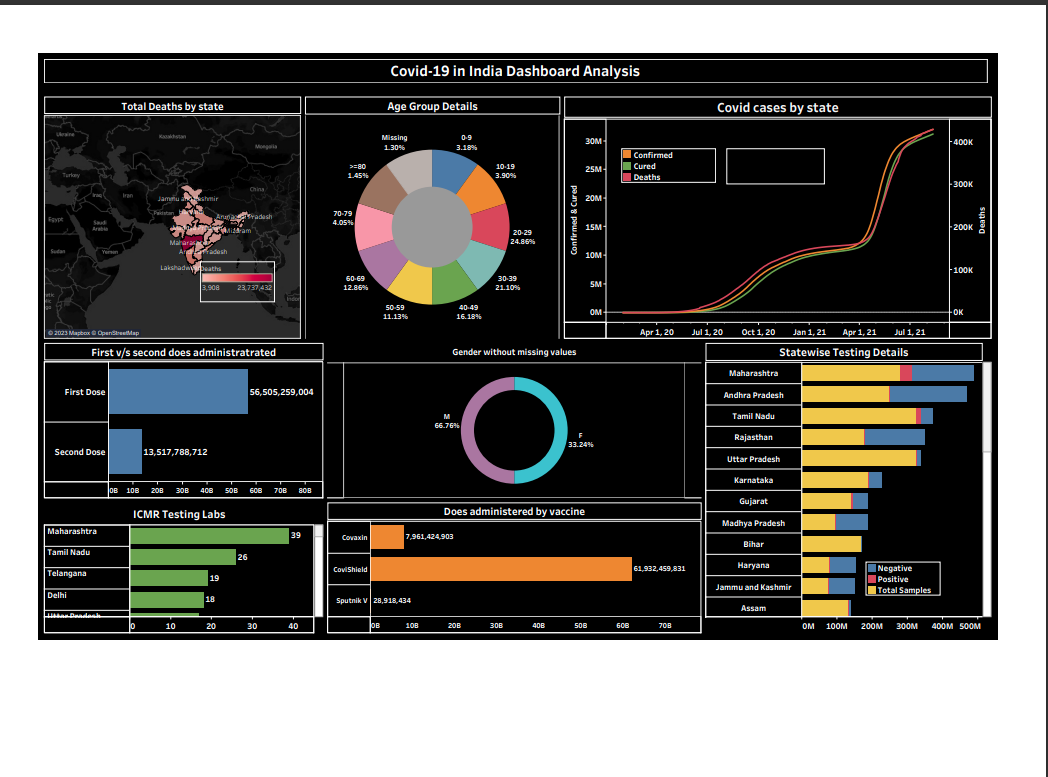 Covid-19 in India Dashboard Analysis
Total Deaths by state
Ukraine
Kazakhstan
Mongolia
Turkey
Iraq
Iran
China
Egypt
Saudi
Arabia
Pakistan
Sudan
Yemen
Jammu and Kashmir
Arunachal Pradesh
Mizoram
Maharashtra
Pradesh
Deaths
3,908 23,737,432
© 2023 Mapbox © OpenStreetMap
Age Group Details
Missing
1.30%
0-9
3.18%
>=80
1.45%
10-19
3.90%
70-79
4.05%
20-29
24.86%
60-69
12.86%
30-39
21.10%
50-59
11.13%
40-49
16.18%
Covid cases by state
Confirmed & Cured
30M
25M
20M
15M
10M
5M
0M
Confirmed
Cured
Deaths
400K
300K
200K
100K
0K
Deaths
Apr 1, 20 Jul 1, 20 Oct 1, 20 Jan 1, 21 Apr 1, 21 Jul 1, 21
First v/s second does administratrated
First Dose 56,505,259,004
Second Dose 13,517,788,712
0B 10B 20B 30B 40B 50B 60B 70B 80B
Gender without missing values
M
66.76%
F
33.24%
Statewise Testing Details
Maharashtra
Andhra Pradesh
Tamil Nadu
Rajasthan
Uttar Pradesh
Karnataka
Gujarat
Madhya Pradesh
Bihar
Haryana
Jammu and Kashmir
Assam
Negative
Positive
Total Samples
0M 100M 200M 300M 400M 500M
ICMR Testing Labs
Maharashtra 39
Tamil Nadu 26
Telangana 19
Delhi 18
Uttar Pradesh
0 10 20 30 40
Does administered by vaccine
Covaxin 7,961,424,903
CoviShield 61,932,459,831
Sputnik V 28,918,434
0B 10B 20B 30B 40B 50B 60B 70B